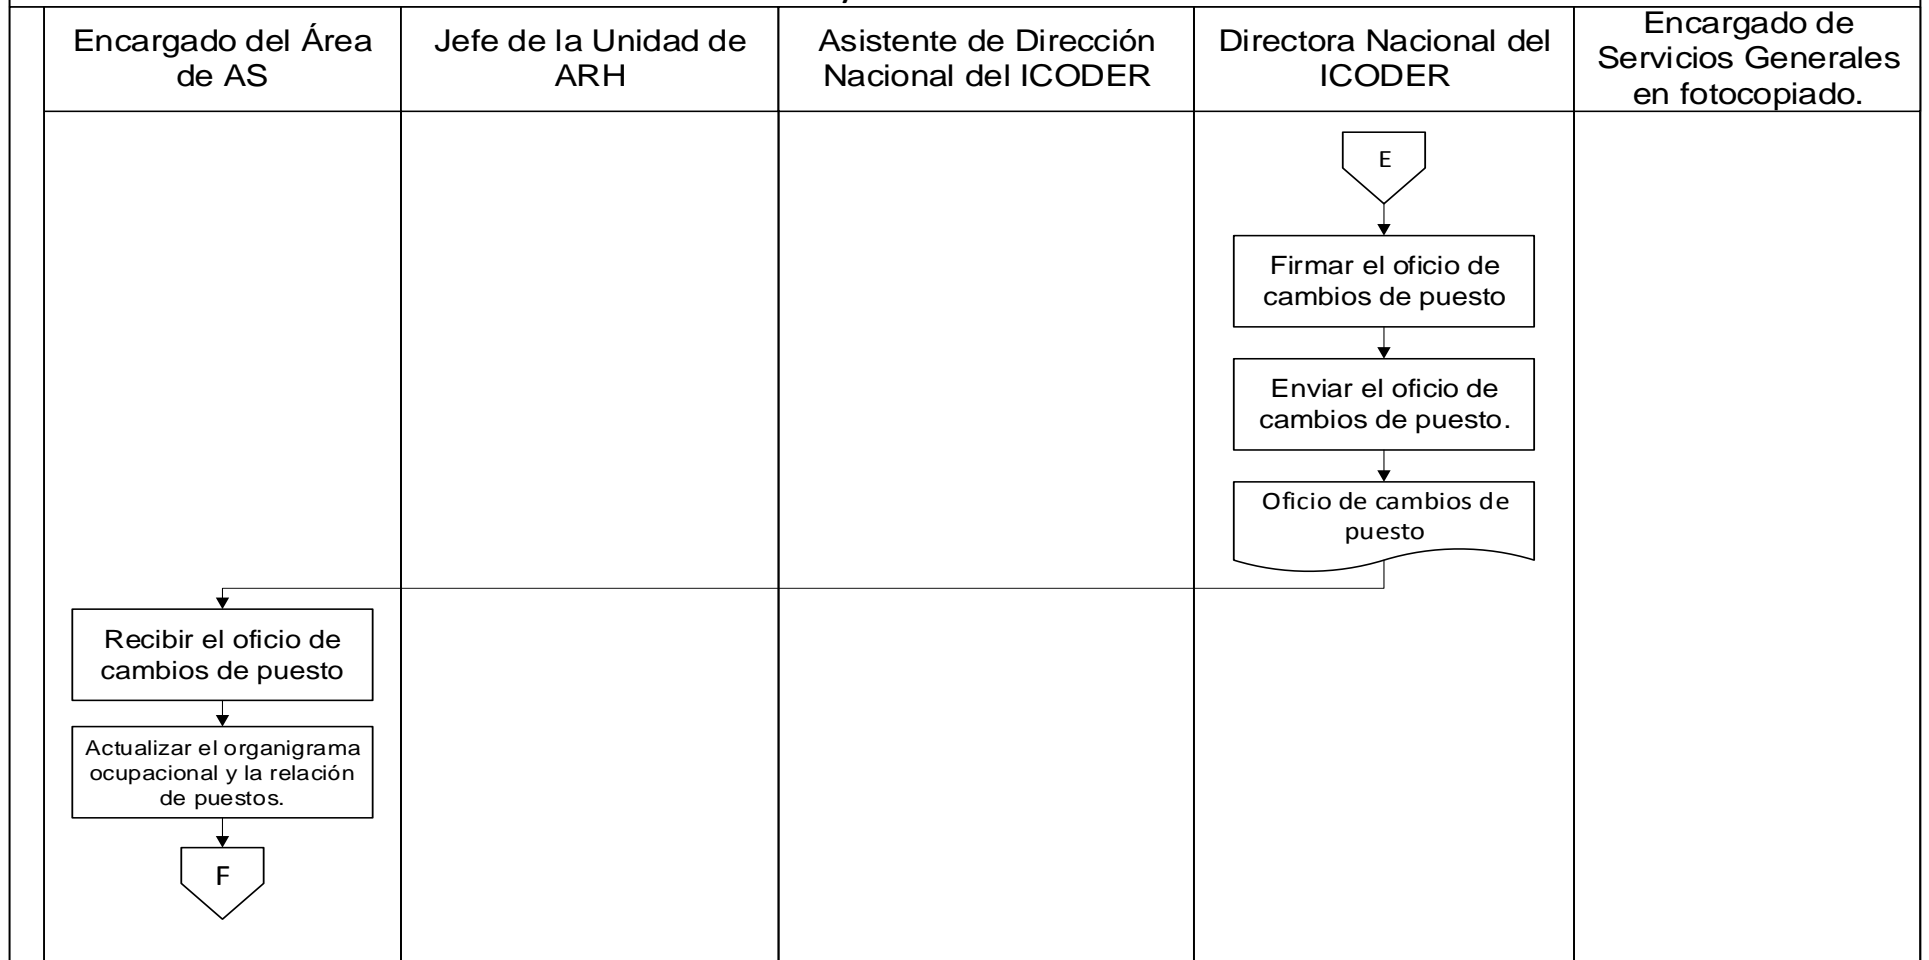 Encargado del Área
de AS
Jefe de la Unidad de
ARH
Asistente de Dirección
Nacional del ICODER
Directora Nacional del
ICODER
Encargado de
Servicios Generales
en fotocopiado.
E
Firmar el oficio de
cambios de puesto
Enviar el oficio de
cambios de puesto.
Oficio de cambios de
puesto
Recibir el oficio de
cambios de puesto
Actualizar el organigrama
ocupacional y la relación
de puestos.
F